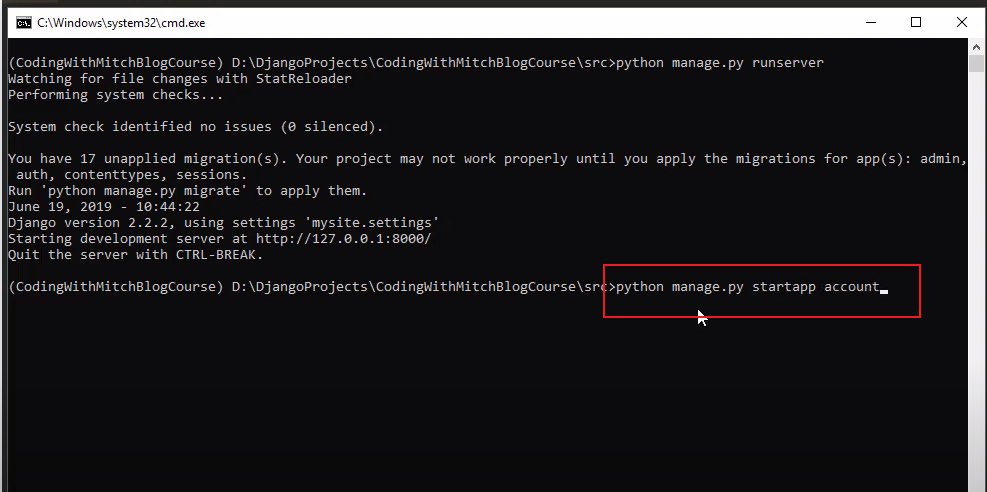 C:\Windows\system32\cmd.exe
(CodingWithMitchBlogCourse) D:\DjangoProjects\CodingWithMitchBlogCourse\src>python manage.py runserver
Watching for file changes with StatReloader
Performing system checks...
System check identified no issues (0 silenced).
You have 17 unapplied migration(s). Your project may not work properly until you apply the migrations for app(s): admin,
auth, contenttypes, sessions.
Run 'python manage.py migrate' to apply them.
June 19, 2019 - 10:44:22
Django version 2.2.2, using settings 'mysite.settings'
Starting development server at http://127.0.0.1:8000/
Quit the server with CTRL-BREAK.
(CodingWithMitchBlogCourse) D:\DjangoProjects\CodingWithMitchBlogCourse\src>python manage.py startapp account